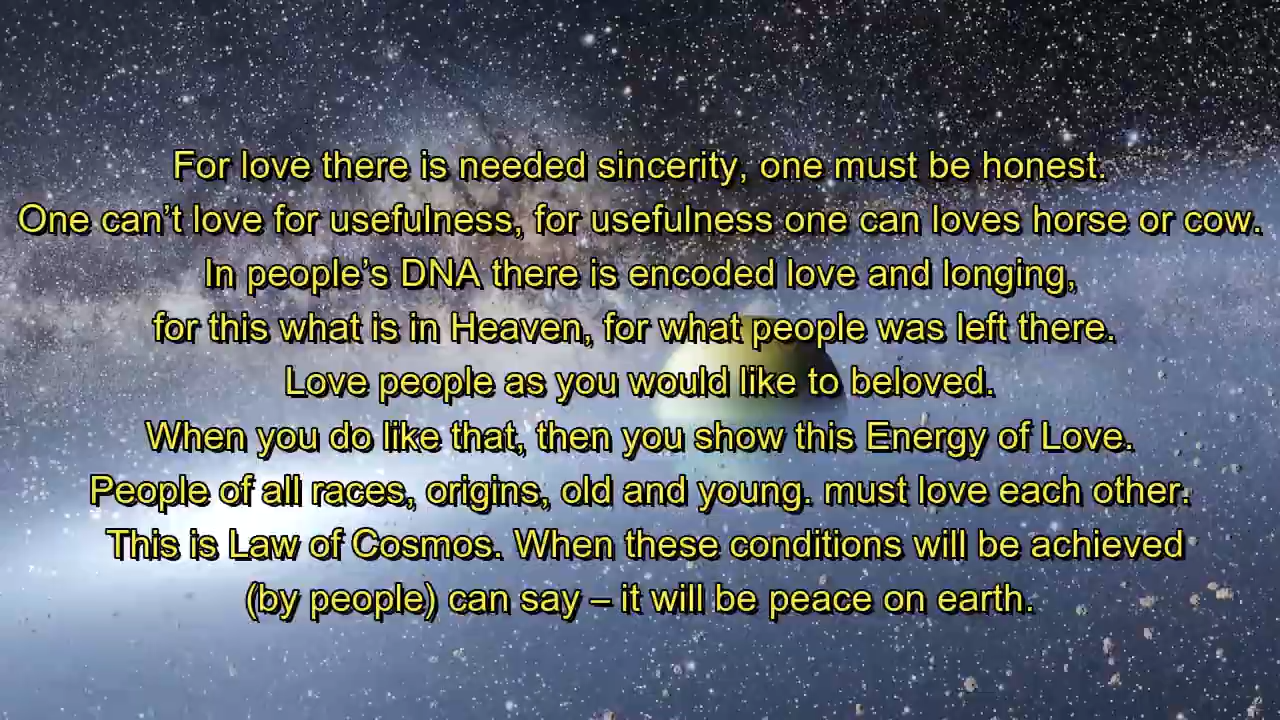 For love there is needed sincerity, one must be honest.
One can’t love for usefulness, for usefulness one can loves horse or cow.
In people’s DNA there is encoded love and longing,
for this what is in Heaven, for what people was left there.
Love people as you would like to beloved.
When you do like that, then you show this Energy of Love.
People of all races, origins, old and young. must love each other.
This is Law of Cosmos. When these conditions will be achieved
(by people) can say – it will be peace on earth.